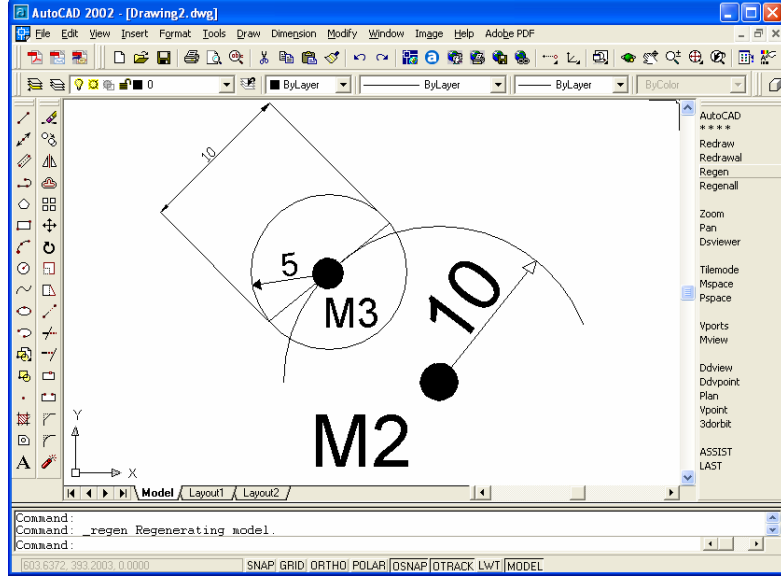 AutoCAD 2002 - [Drawing2.dwg]
File Edit View Insert Format Tools Draw Dimension Modify Window Image Help Adobe PDF
0 ByLayer ByLayer ByLayer ByColor
AutoCAD
* * * *
Redraw
Redrawal
Regen
Regenall
Zoom
Pan
Dsviewer
Tilemode
Mspace
Pspace
Vports
Mview
Ddview
Ddvpoint
Plan
Vpoint
3dorbit
ASSIST
LAST
10
5
M3
10
M2
Y
X
A
Model Layout1 Layout2
Command:
Command: _regen Regenerating model.
Command:
603.6372, 393.2003, 0.0000 SNAP GRID ORTHO POLAR OSNAP OTRACK LWT MODEL